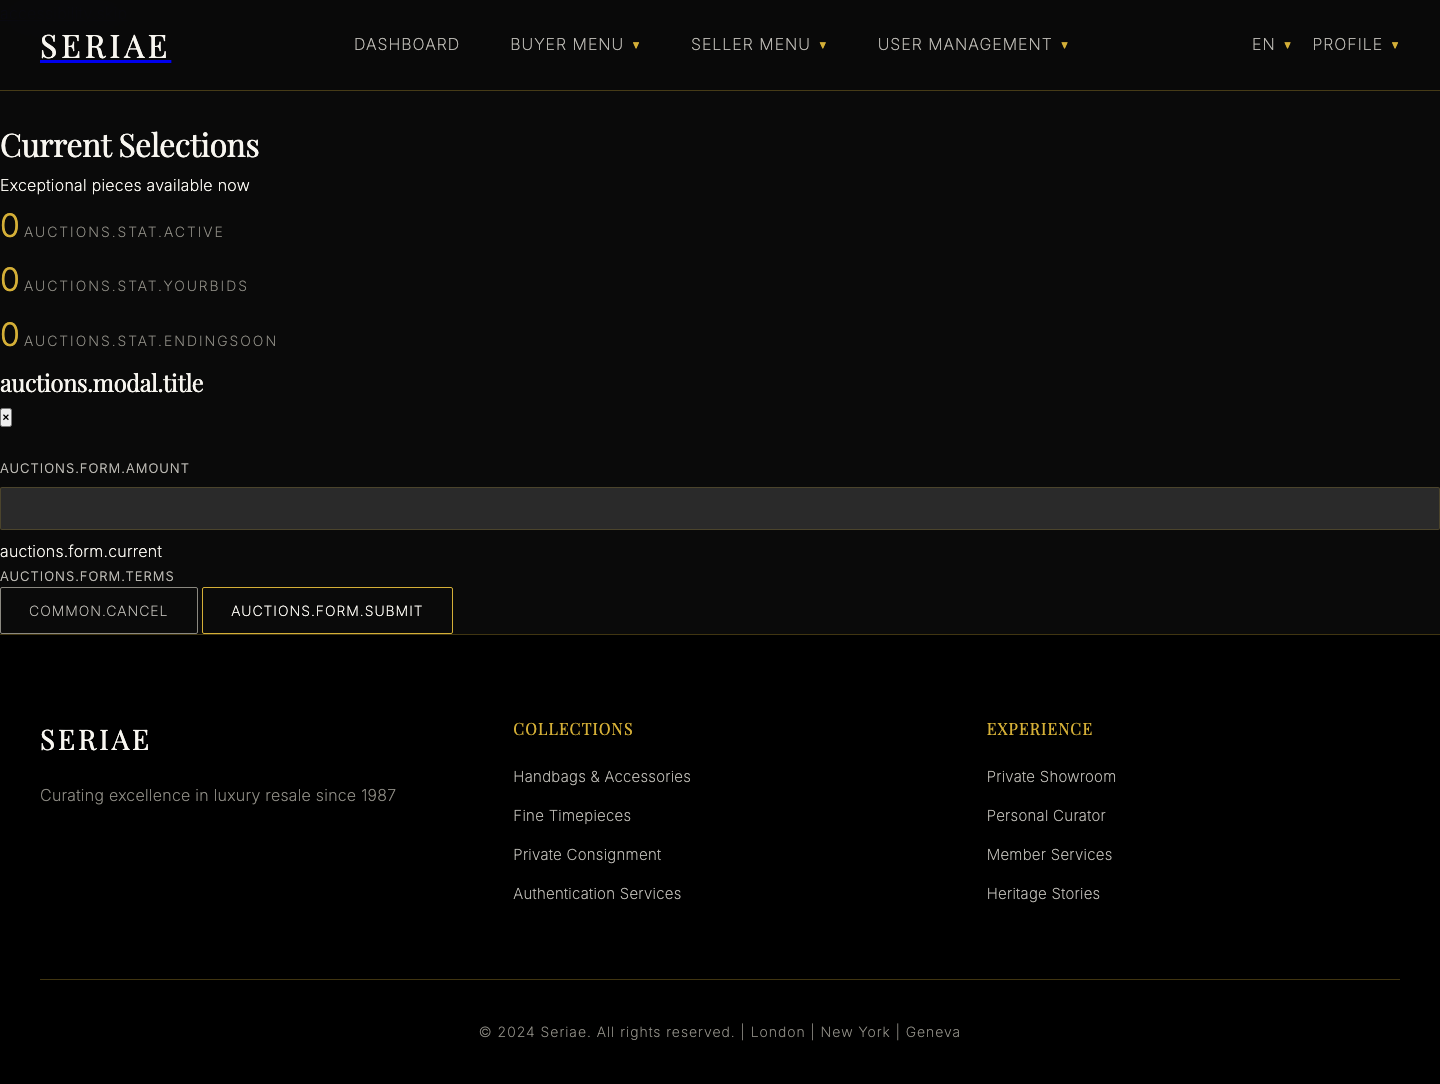 SERIAE
DASHBOARD
BUYER MENU ▼
SELLER MENU ▼
USER MANAGEMENT ▼
EN ▼
PROFILE ▼
Current Selections
Exceptional pieces available now
0 AUCTIONS.STAT.ACTIVE
0 AUCTIONS.STAT.YOURBIDS
0 AUCTIONS.STAT.ENDINGSOON
auctions.modal.title
×
AUCTIONS.FORM.AMOUNT
auctions.form.current
AUCTIONS.FORM.TERMS
COMMON.CANCEL
AUCTIONS.FORM.SUBMIT
SERIAE
Curating excellence in luxury resale since 1987
COLLECTIONS
Handbags & Accessories
Fine Timepieces
Private Consignment
Authentication Services
EXPERIENCE
Private Showroom
Personal Curator
Member Services
Heritage Stories
© 2024 Seriae. All rights reserved. | London | New York | Geneva